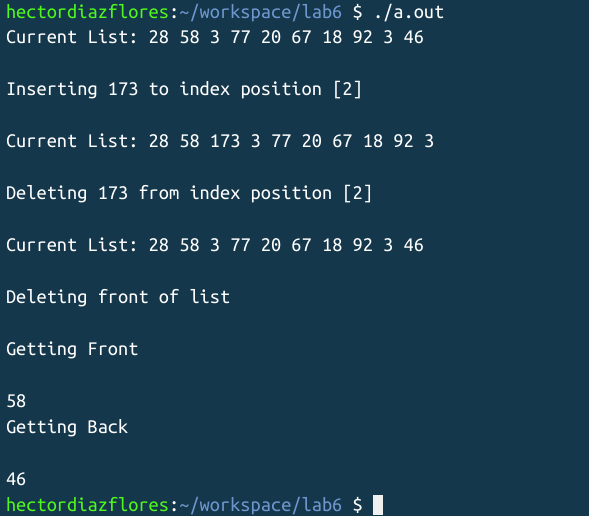 hectordiazflores:~/workspace/lab6 $ ./a.out
Current List: 28 58 3 77 20 67 18 92 3 46
Inserting 173 to index position [2]
Current List: 28 58 173 3 77 20 67 18 92 3
Deleting 173 from index position [2]
Current List: 28 58 3 77 20 67 18 92 3 46
Deleting front of list
Getting Front
58
Getting Back
46
hectordiazflores:~/workspace/lab6 $